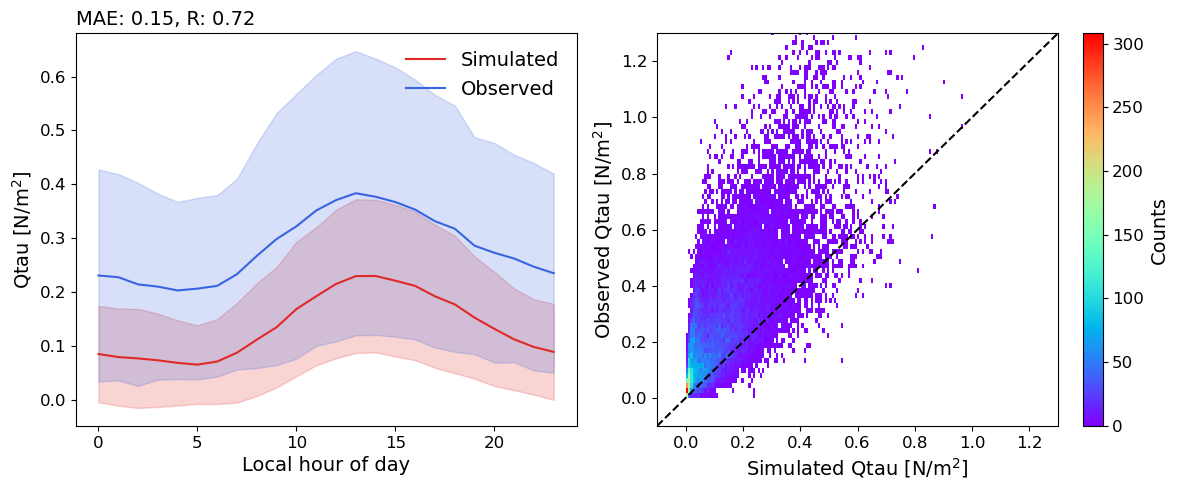 MAE: 0.15, R: 0.72
Simulated
Observed
Qtau [N/m²]
0.6
0.5
0.4
0.3
0.2
0.1
0.0
0 5 10 15 20
Local hour of day
Observed Qtau [N/m²]
1.2
1.0
0.8
0.6
0.4
0.2
0.0
0.0 0.2 0.4 0.6 0.8 1.0 1.2
Simulated Qtau [N/m²]
300
250
200
150
100
50
0
Counts